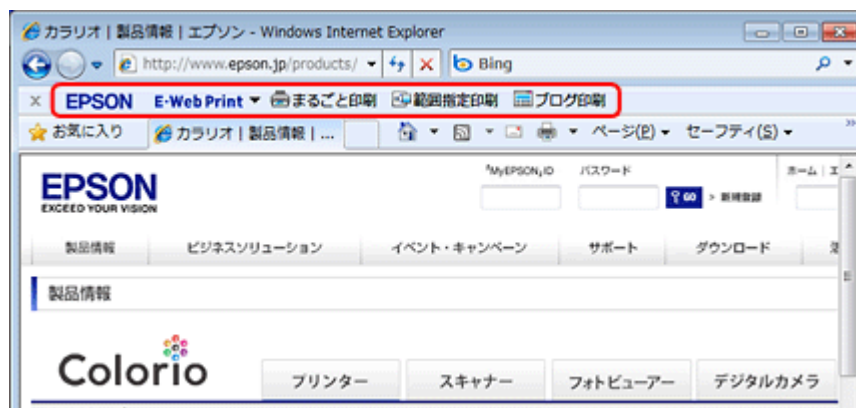 カラリオ | 製品情報 | エプソン - Windows Internet Explorer
http://www.epson.jp/products/ Bing
× EPSON E-Web Print まるごと印刷 範囲指定印刷 ブログ印刷
お気に入り カラリオ | 製品情報 | ... ページ(P) セーフティ(S) »
MyEPSON ID パスワード ホーム | エ
EPSON
EXCEED YOUR VISION
GO > 新規登録
製品情報 ビジネスソリューション イベント・キャンペーン サポート ダウンロード
製品情報
Colorio プリンター スキャナー フォトビューアー デジタルカメラ